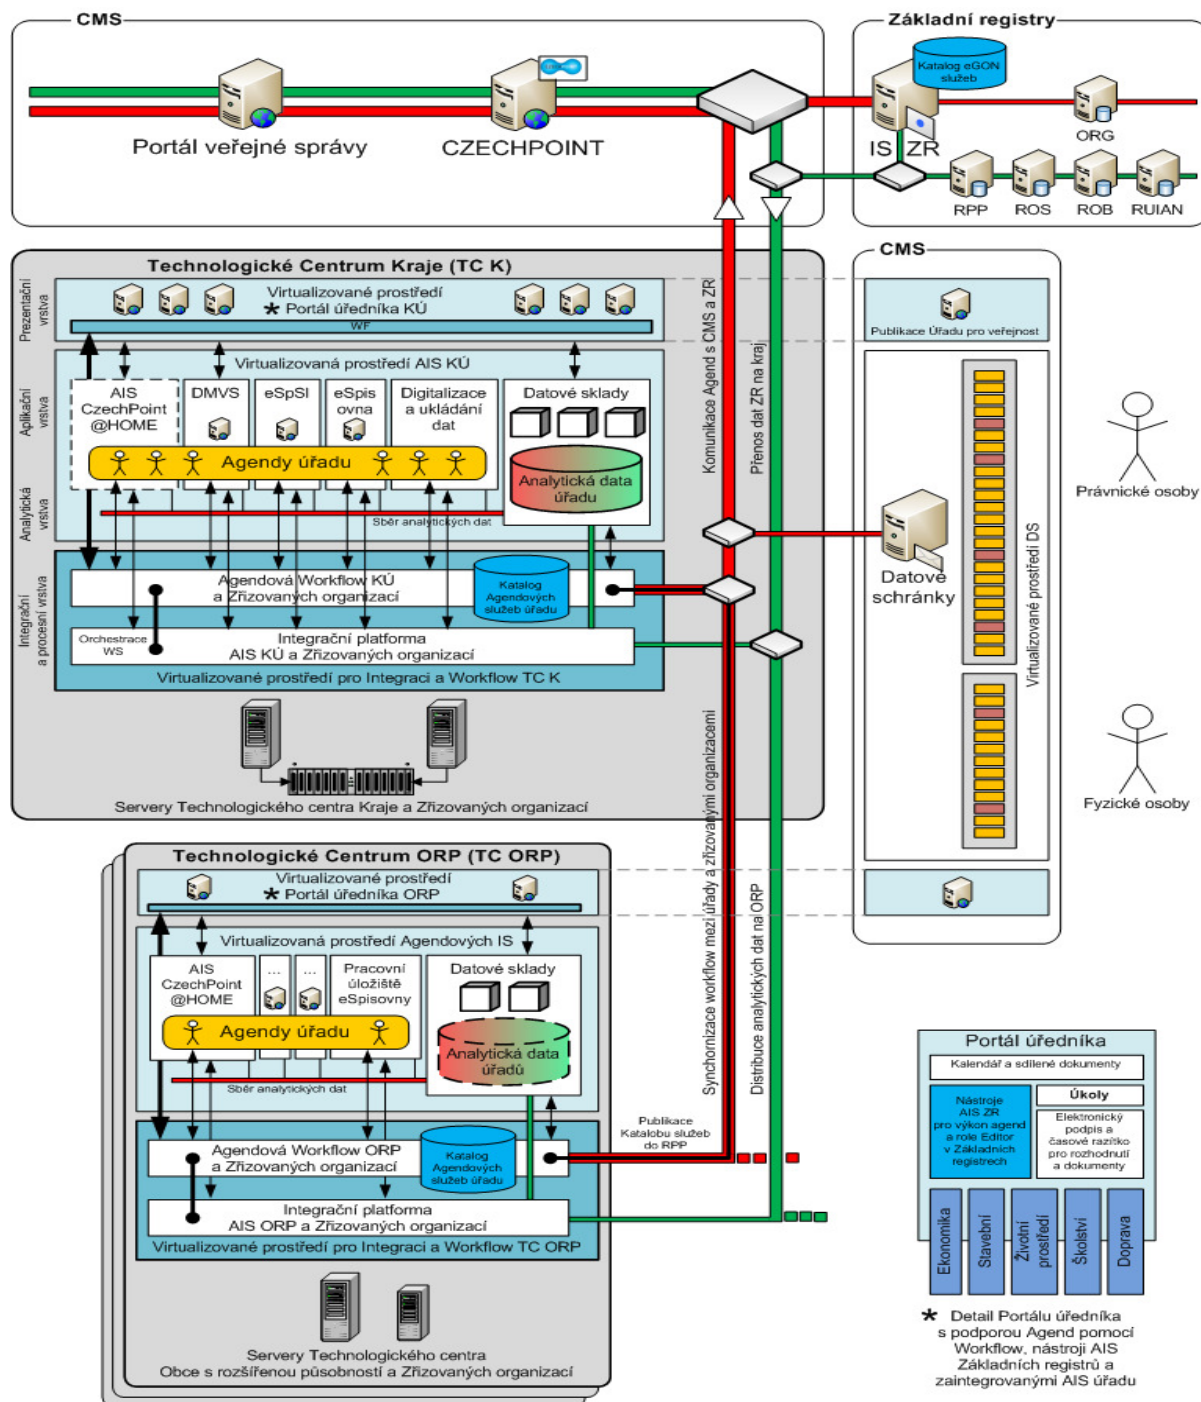 CMS
Základní registry
Katalog eGON
služeb
Portál veřejné správy
CZECHPOINT
IS ZR
ORG
RPP
ROS
ROB
RUIAN
Technologické Centrum Kraje (TC K)
Prezentační
vrstva
Virtualizované prostředí
* Portál úředníka KÚ
WF
Aplikační
vrstva
Virtualizovaná prostředí AIS KÚ
AIS
CzechPoint
@HOME
DMVS
eSpSl
eSpis
ovna
Digitalizace
a ukládání
dat
Datové sklady
Agendy úřadu
Analytická data
úřadu
Analytická
vrstva
Sběr analytických dat
Integrační
a procesní vrstva
Agendová Workflow KÚ
a Zřizovaných organizací
Katalog
Agendových
služeb úřadu
Orchestrace
WS
Integrační platforma
AIS KÚ a Zřizovaných organizací
Virtualizované prostředí pro Integraci a Workflow TC K
Servery Technologického centra Kraje a Zřizovaných organizací
Komunikace Agend s CMS a ZR
Přenos dat ZR na kraj
CMS
Publikace Úřadu pro veřejnost
Datové
schránky
Virtualizované prostředí DS
Právnické osoby
Fyzické osoby
Technologické Centrum ORP (TC ORP)
Virtualizované prostředí
* Portál úředníka ORP
Virtualizovaná prostředí Agendových IS
AIS
CzechPoint
@HOME
...
...
Pracovní
úložiště
eSpisovny
Datové sklady
Agendy úřadu
Analytická data
úřadů
Sběr analytických dat
Agendová Workflow ORP
a Zřizovaných organizací
Katalog
Agendových
služeb úřadu
Integrační platforma
AIS ORP a Zřizovaných organizací
Virtualizované prostředí pro Integraci a Workflow TC ORP
Servery Technologického centra
Obce s rozšířenou působností a Zřizovaných organizací
Synchornizace workflow mezi úřady a zřizovanými organizacemi
Distribuce analytických dat na ORP
Publikace
Katalobu služeb
do RPP
Portál úředníka
Kalendář a sdílené dokumenty
Nástroje
AIS ZR
pro výkon agend
a role Editor
v Základních
registrech
Úkoly
Elektronický
podpis a
časové razítko
pro rozhodnutí
a dokumenty
Ekonomika
Stavební
Životní
prostředí
Školství
Doprava
* Detail Portálu úředníka
s podporou Agend pomocí
Workflow, nástroji AIS
Základních registrů a
zaintegrovanými AIS úřadu